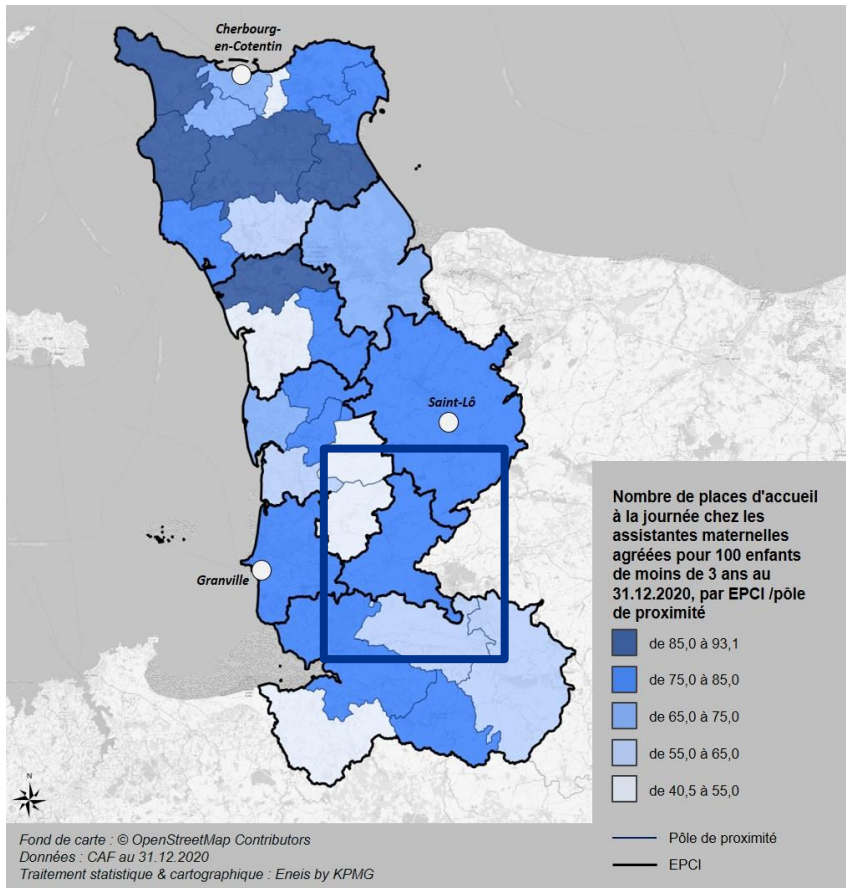 Cherbourg-
en-Cotentin
Saint-Lô
Granville
Nombre de places d'accueil
à la journée chez les
assistantes maternelles
agréées pour 100 enfants
de moins de 3 ans au
31.12.2020, par EPCI /pôle
de proximité
de 85,0 à 93,1
de 75,0 à 85,0
de 65,0 à 75,0
de 55,0 à 65,0
de 40,5 à 55,0
Pôle de proximité
EPCI
N
Fond de carte : © OpenStreetMap Contributors
Données : CAF au 31.12.2020
Traitement statistique & cartographique : Eneis by KPMG